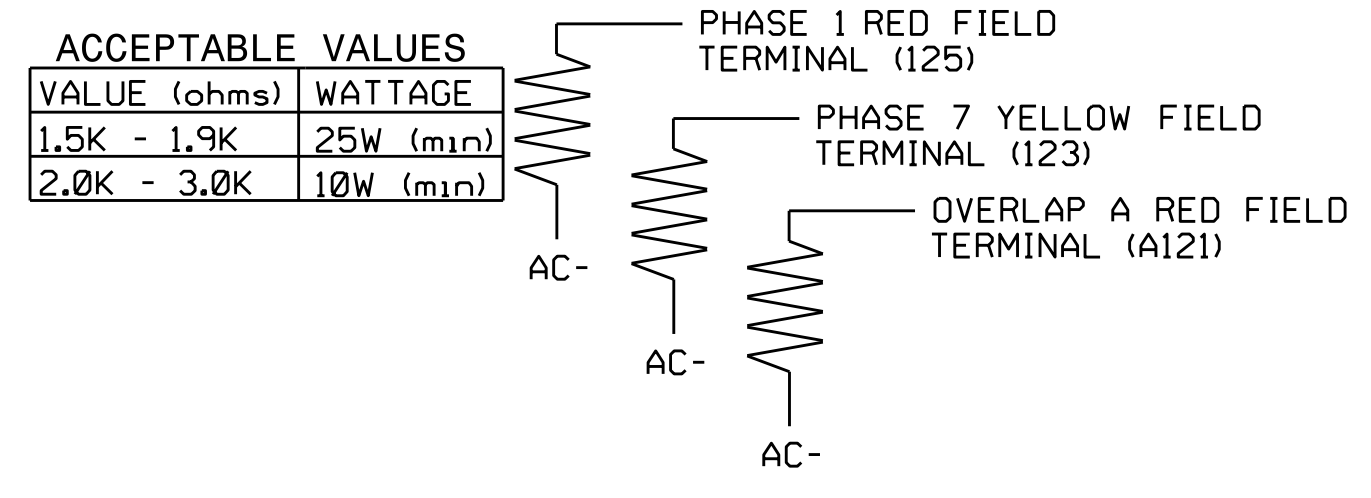 ACCEPTABLE VALUES
VALUE (ohms) WATTAGE
1.5K - 1.9K 25W (min)
2.0K - 3.0K 10W (min)
PHASE 1 RED FIELD
TERMINAL (125)
AC-
PHASE 7 YELLOW FIELD
TERMINAL (123)
AC-
OVERLAP A RED FIELD
TERMINAL (A121)
AC-